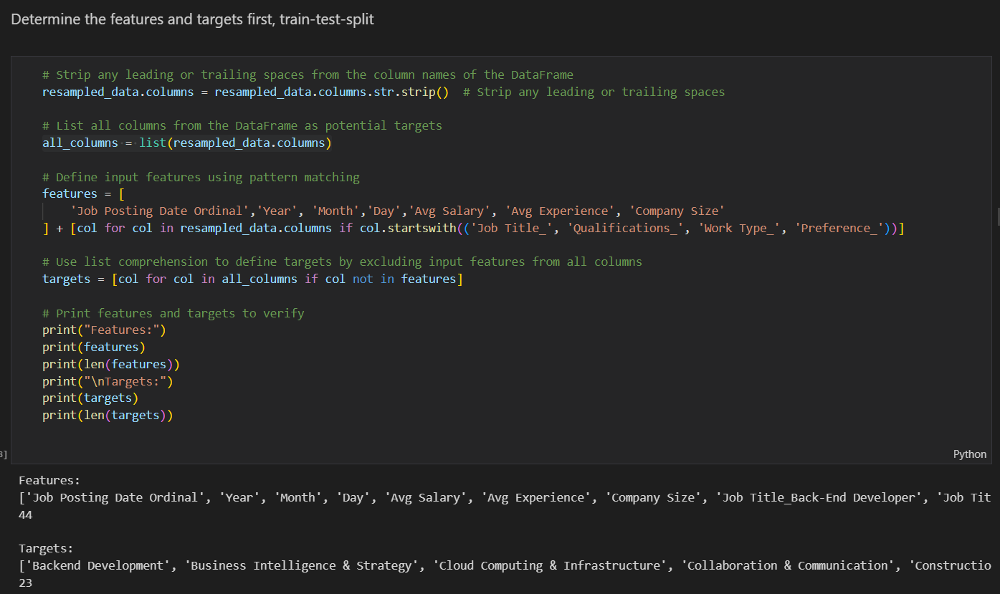 Determine the features and targets first, train-test-split
# Strip any leading or trailing spaces from the column names of the DataFrame
resampled_data.columns = resampled_data.columns.str.strip()  # Strip any leading or trailing spaces
# List all columns from the DataFrame as potential targets
all_columns = list(resampled_data.columns)
# Define input features using pattern matching
features = [
    'Job Posting Date Ordinal','Year', 'Month','Day','Avg Salary', 'Avg Experience', 'Company Size'
] + [col for col in resampled_data.columns if col.startswith(('Job Title_', 'Qualifications_', 'Work Type_', 'Preference_'))]
# Use list comprehension to define targets by excluding input features from all columns
targets = [col for col in all_columns if col not in features]
# Print features and targets to verify
print("Features:")
print(features)
print(len(features))
print("\nTargets:")
print(targets)
print(len(targets))
]
Python
Features:
['Job Posting Date Ordinal', 'Year', 'Month', 'Day', 'Avg Salary', 'Avg Experience', 'Company Size', 'Job Title_Back-End Developer', 'Job Tit
44
Targets:
['Backend Development', 'Business Intelligence & Strategy', 'Cloud Computing & Infrastructure', 'Collaboration & Communication', 'Constructio
23